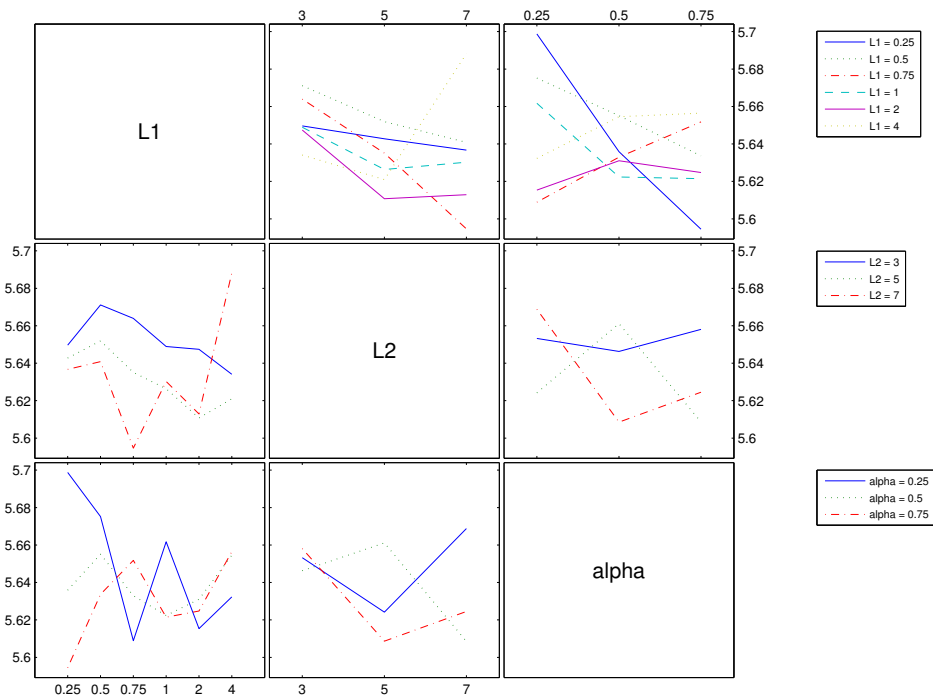 3 5 7
0.25 0.5 0.75
L1
5.7
5.68
5.66
5.64
5.62
5.6
L1 = 0.25
L1 = 0.5
L1 = 0.75
L1 = 1
L1 = 2
L1 = 4
5.7
5.68
5.66
5.64
5.62
5.6
L2
5.7
5.68
5.66
5.64
5.62
5.6
L2 = 3
L2 = 5
L2 = 7
5.7
5.68
5.66
5.64
5.62
5.6
alpha
alpha = 0.25
alpha = 0.5
alpha = 0.75
0.25 0.5 0.75 1 2 4
3 5 7